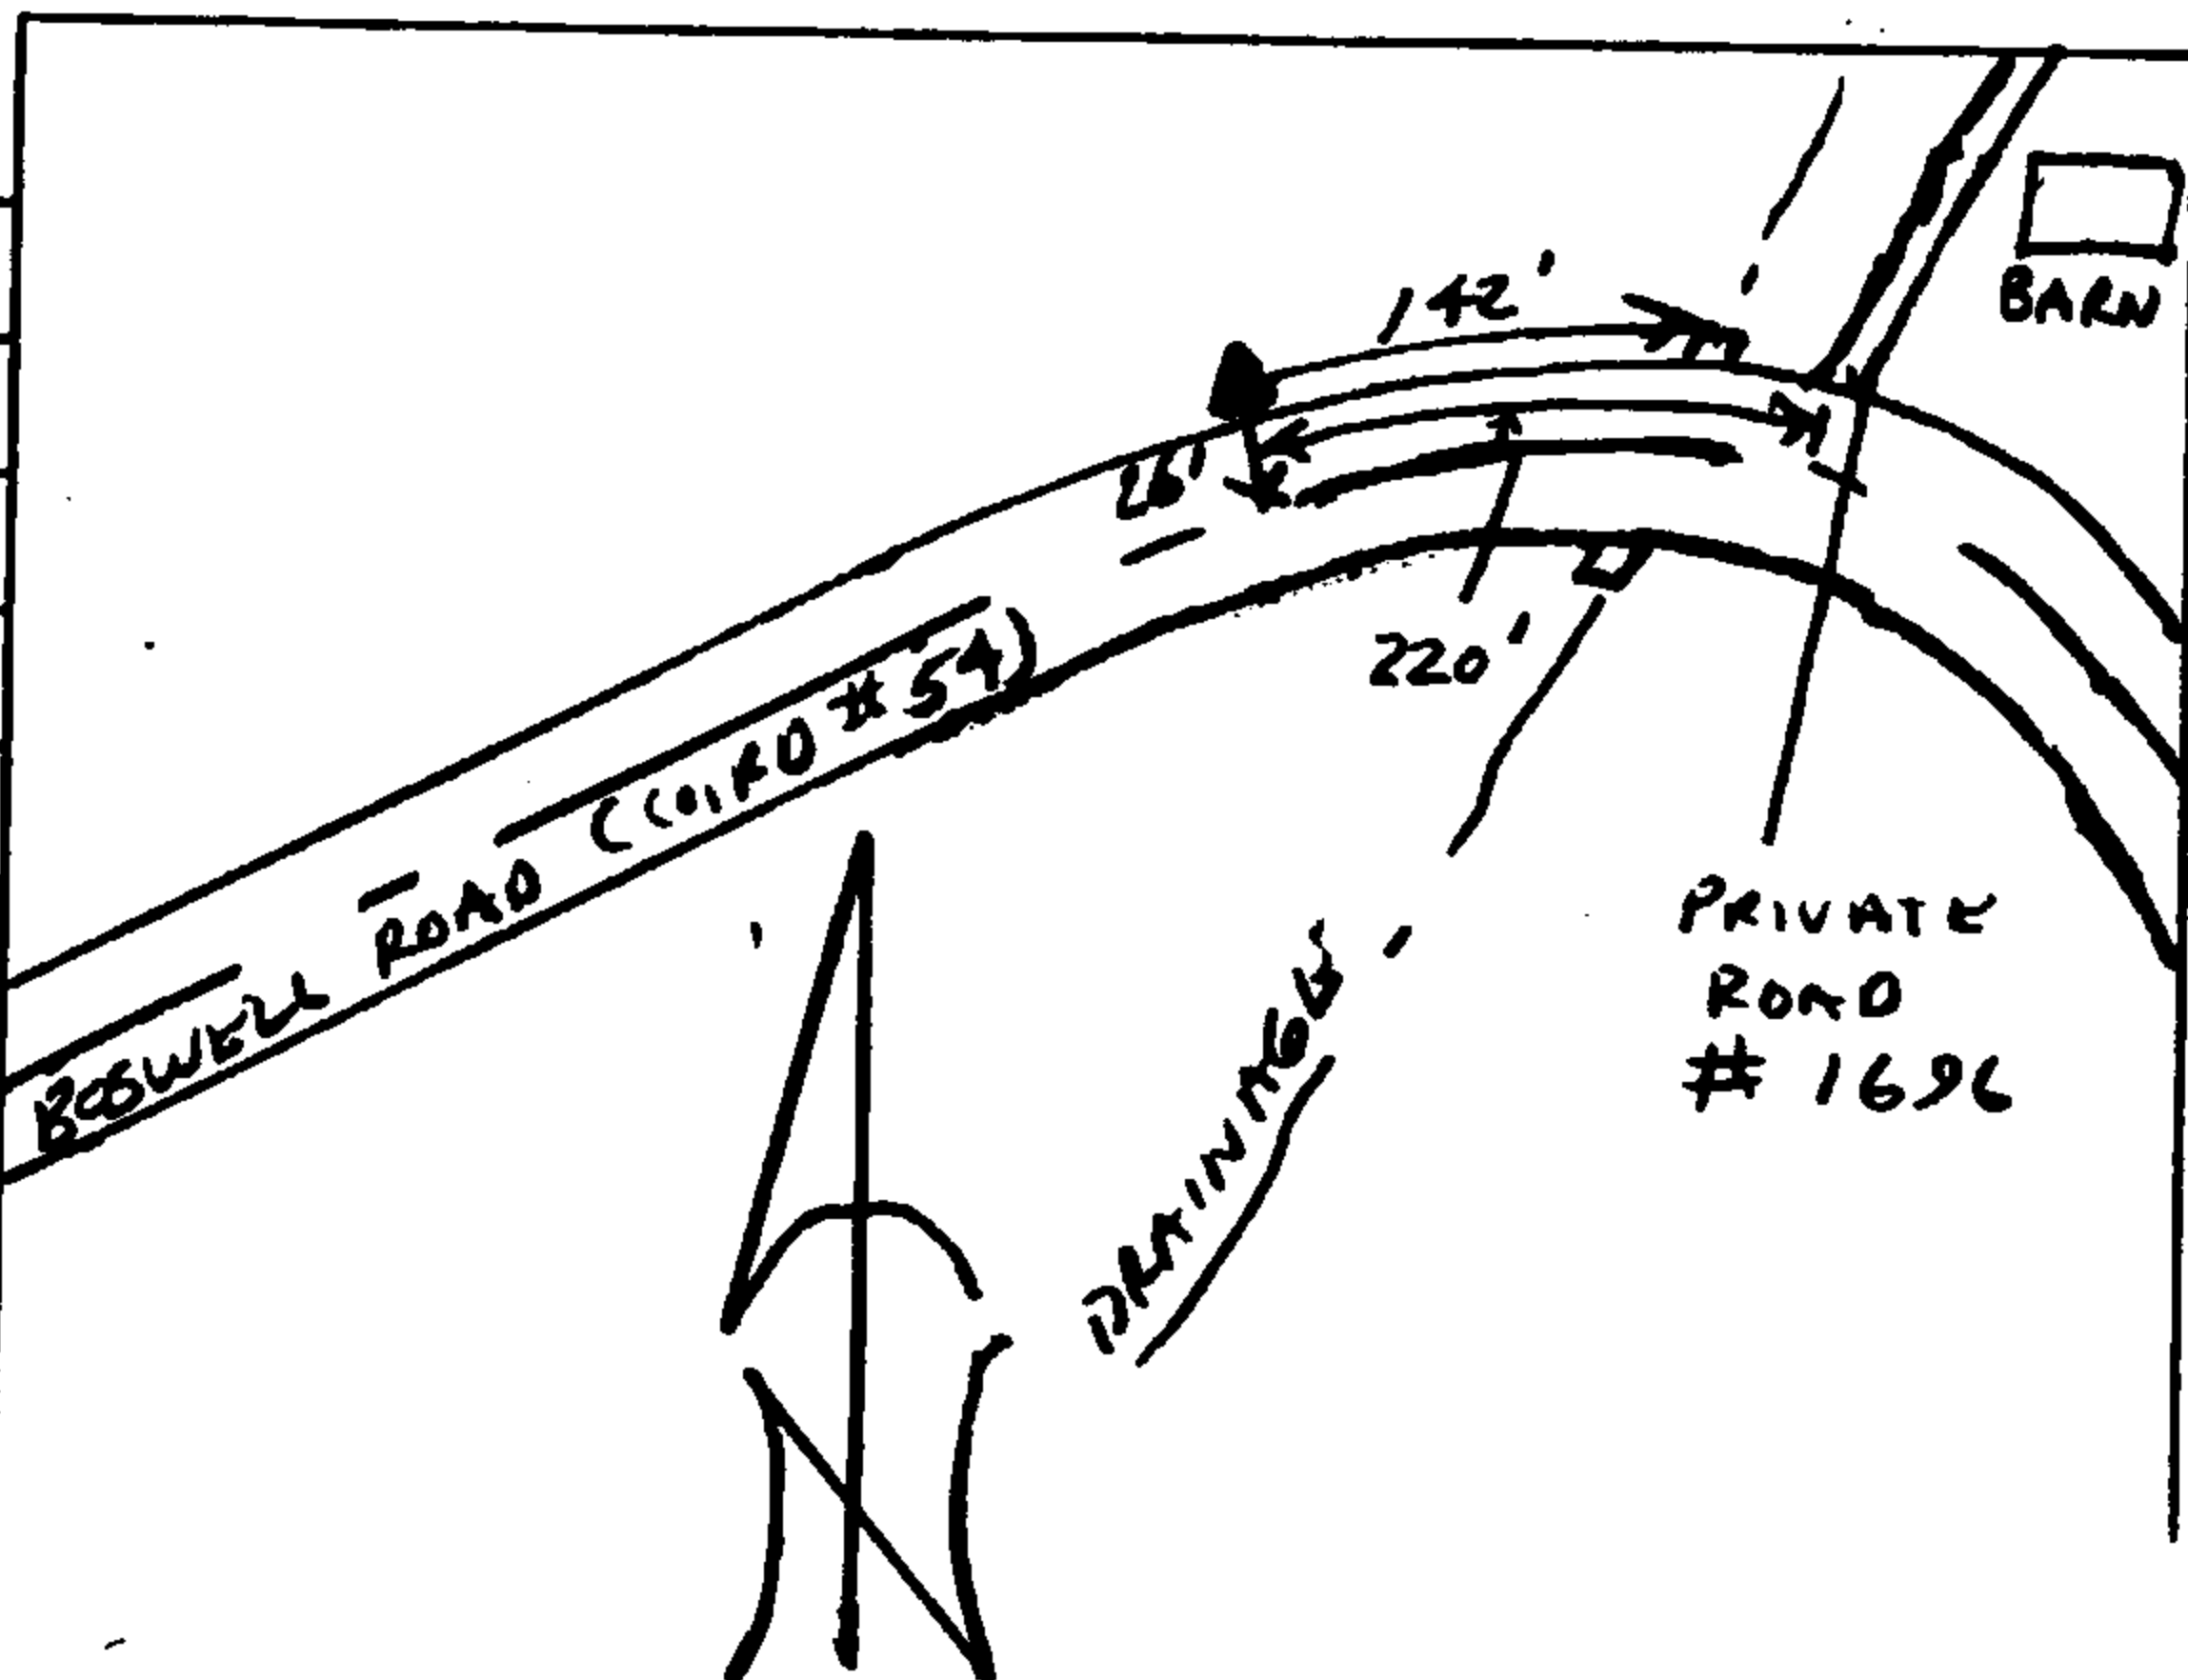 142'
BARN
26'
220'
BOSWELL ROAD (CO. RD # 54)
PRIVATE
ROAD
# 1696
DRAINAGE
N